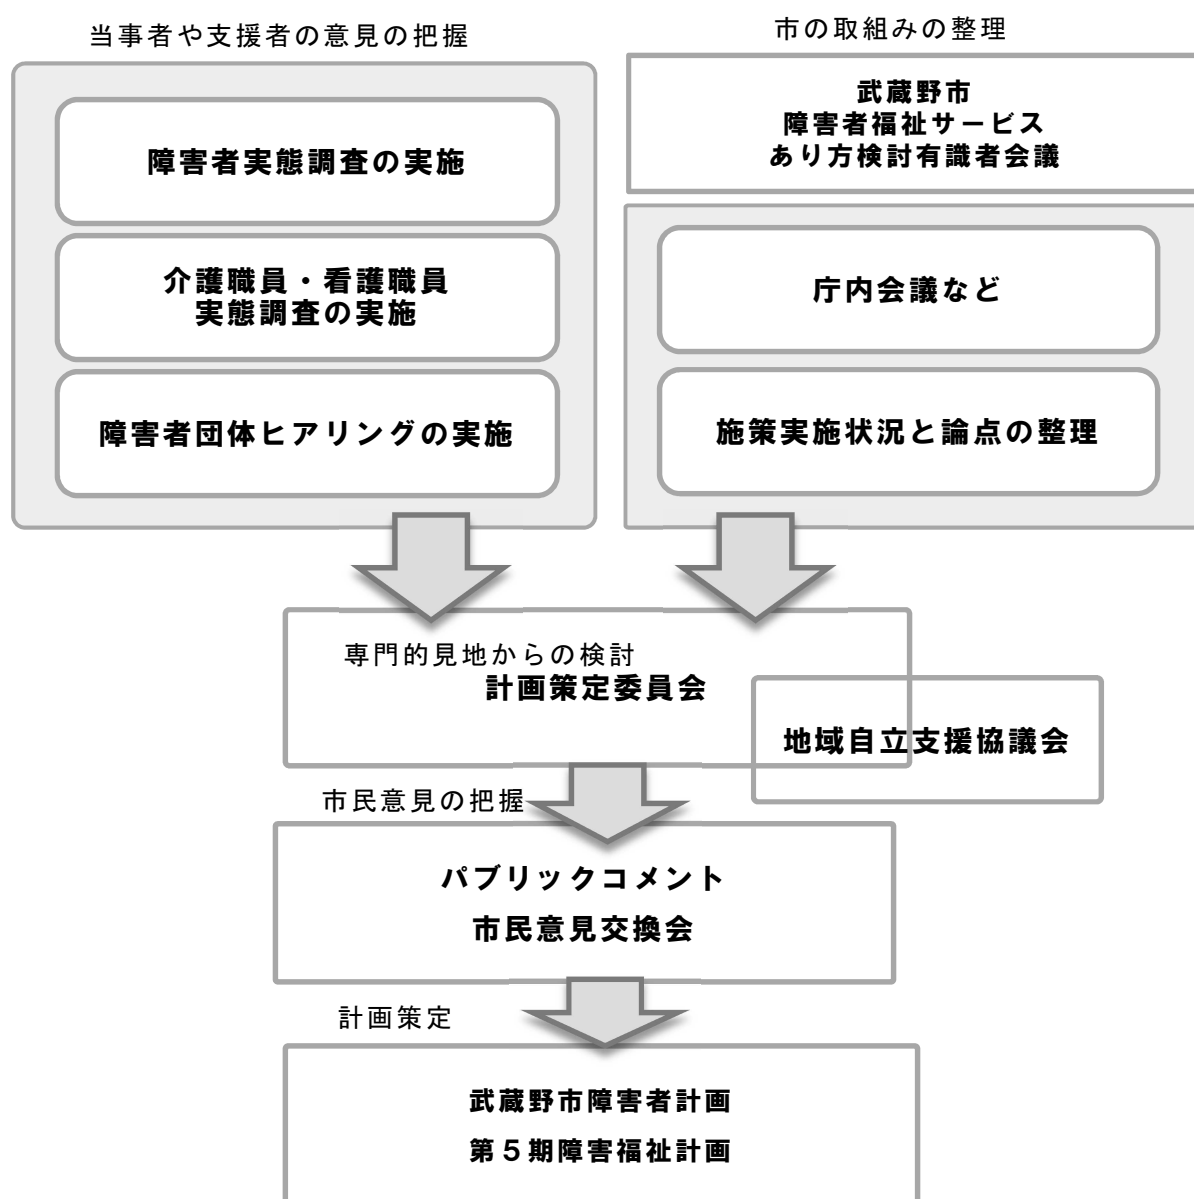 当事者や支援者の意見の把握
障害者実態調査の実施
介護職員・看護職員
実態調査の実施
障害者団体ヒアリングの実施
市の取組みの整理
武蔵野市
障害者福祉サービス
あり方検討有識者会議
庁内会議など
施策実施状況と論点の整理
専門的見地からの検討
計画策定委員会
地域自立支援協議会
市民意見の把握
パブリックコメント
市民意見交換会
計画策定
武蔵野市障害者計画
第５期障害福祉計画